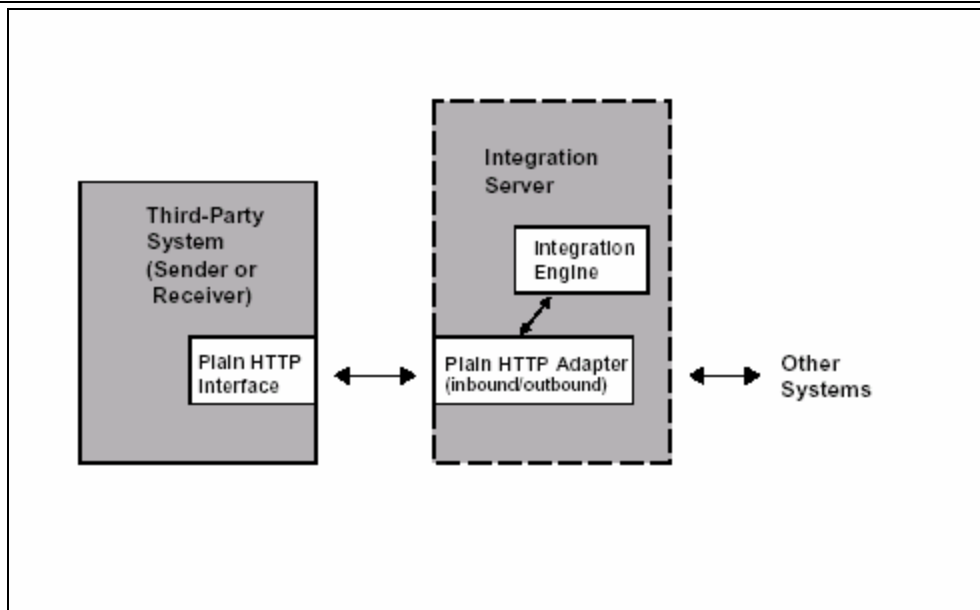 Third-Party
System
(Sender or
Receiver)
Plain HTTP
Interface
Integration
Server
Integration
Engine
Plain HTTP Adapter
(inbound/outbound)
Other
Systems